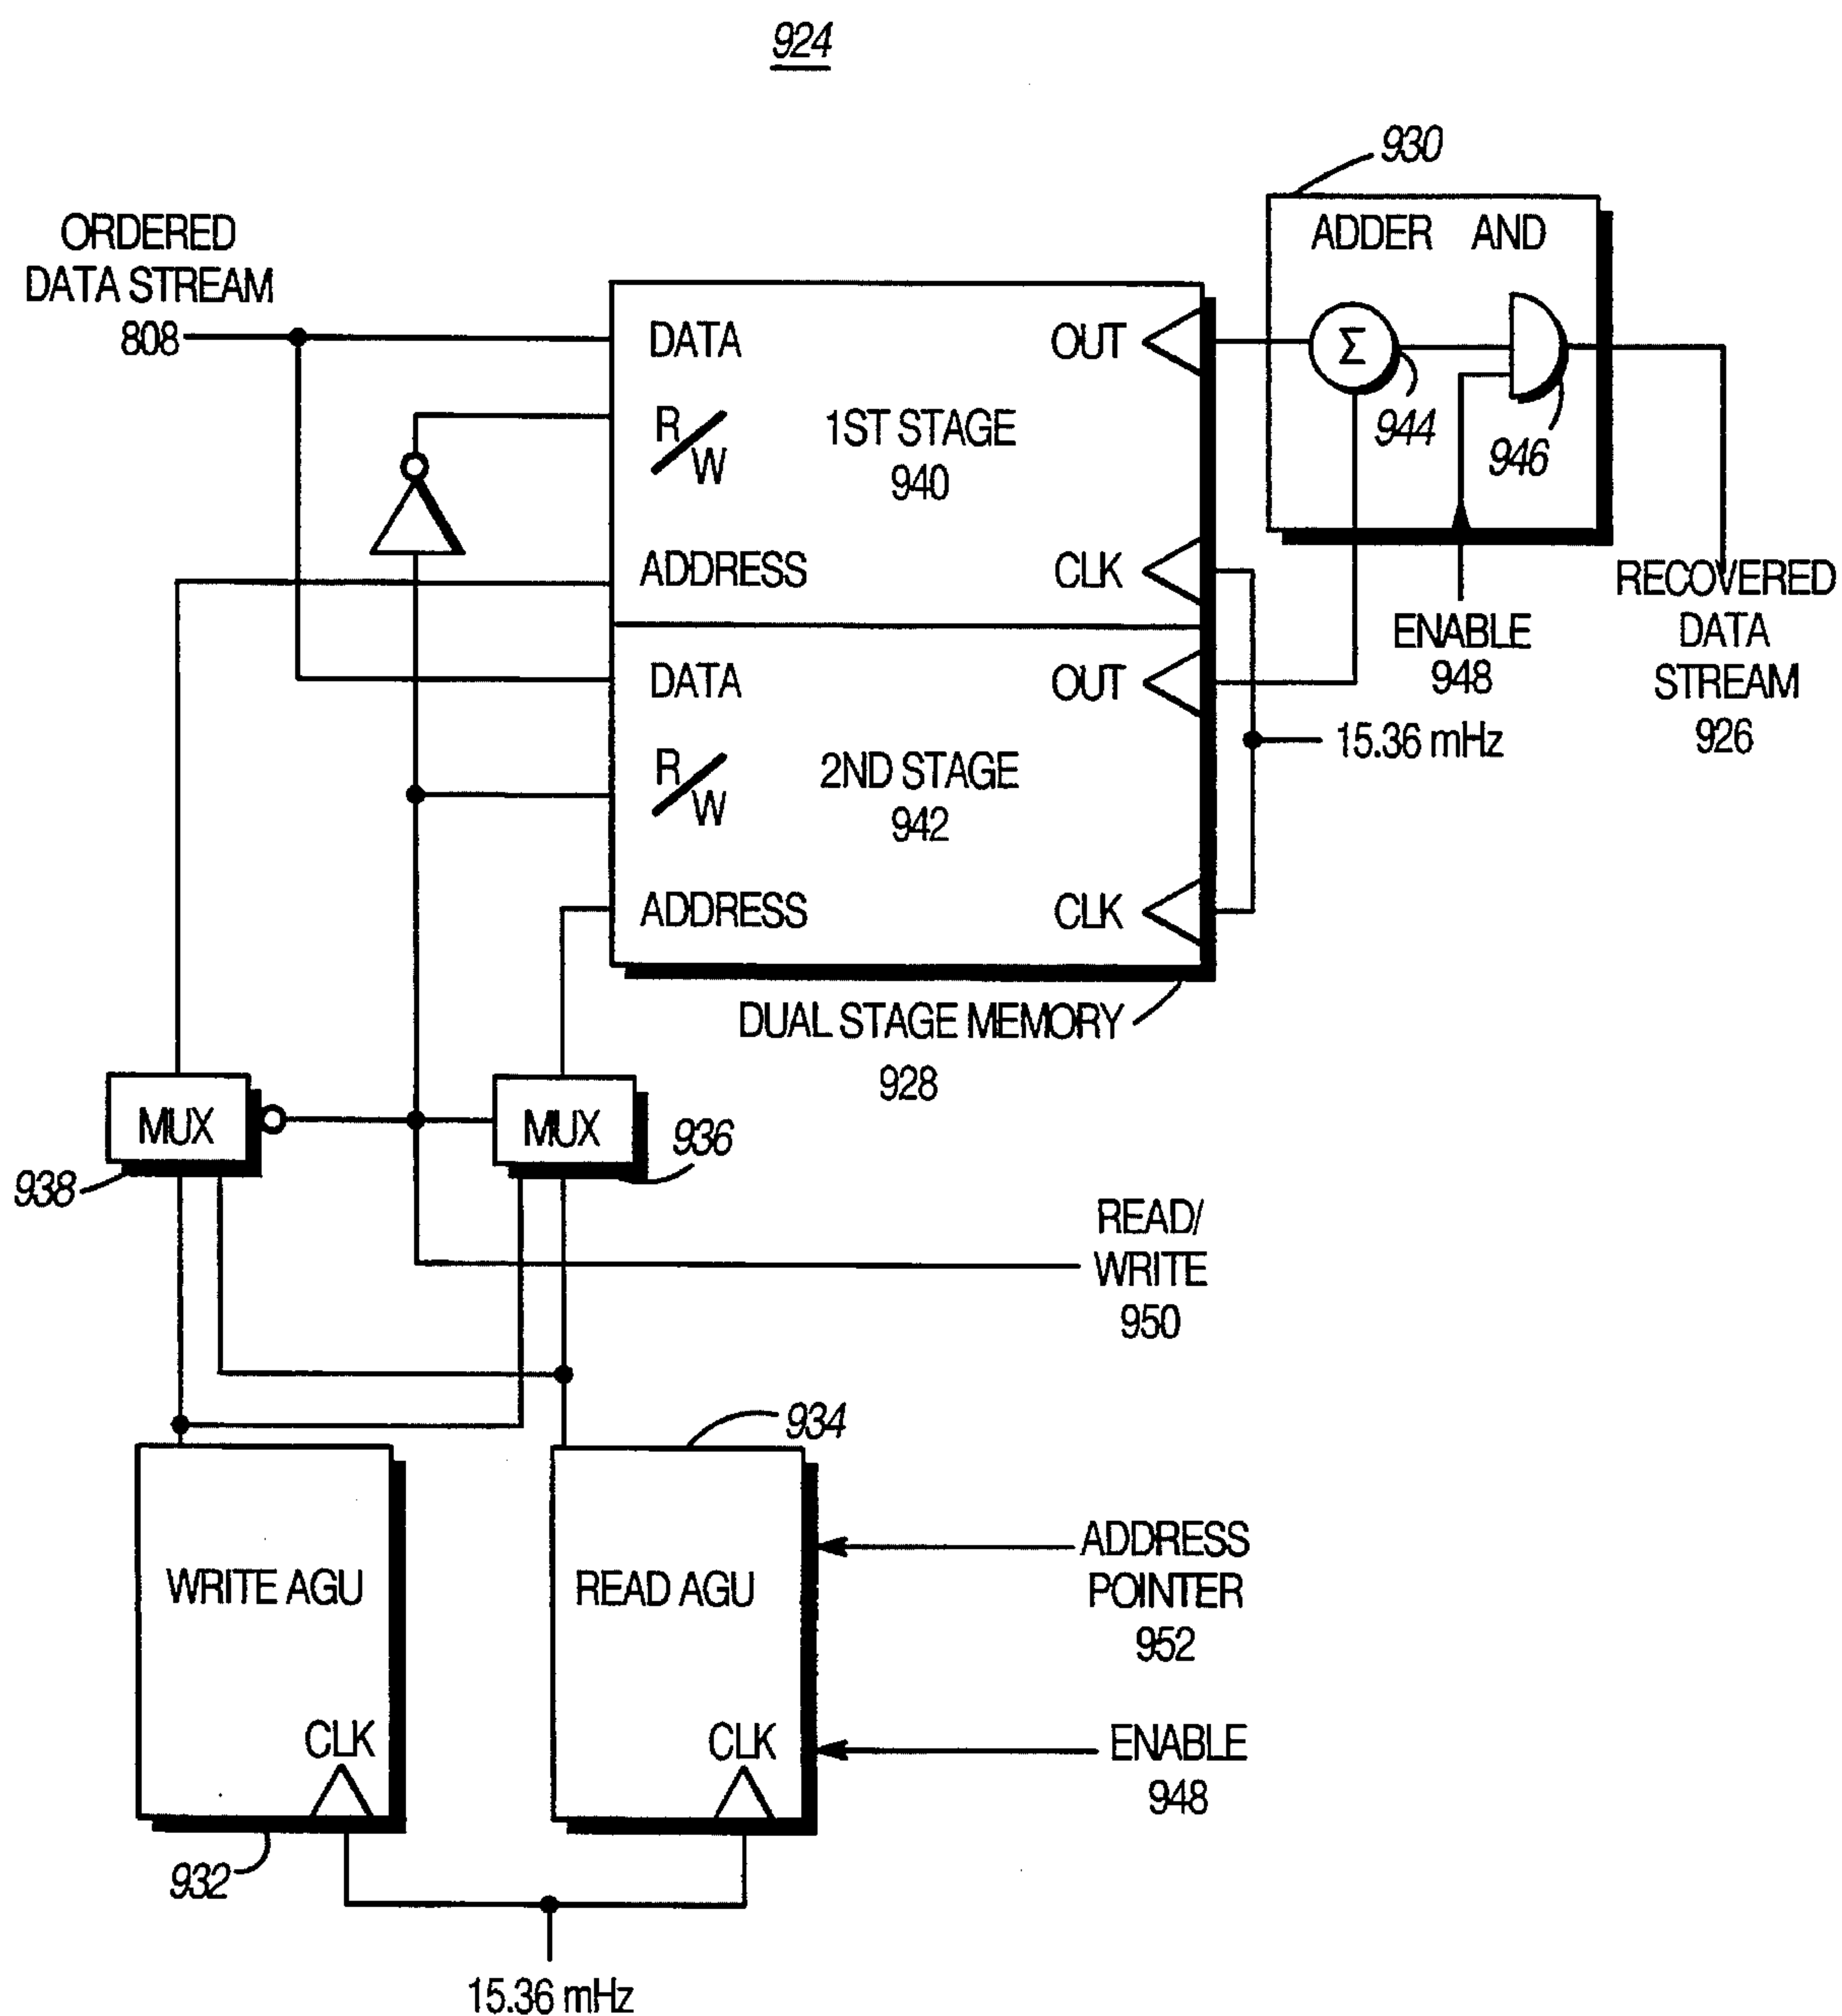 924
930
ADDER AND
Σ
944
946
ORDERED
DATA STREAM
808
DATA
OUT
R/W
1ST STAGE
940
ADDRESS
CLK
DATA
OUT
R/W
2ND STAGE
942
ADDRESS
CLK
ENABLE
948
RECOVERED
DATA
STREAM
926
15.36 mHz
DUAL STAGE MEMORY
928
MUX
938
MUX
936
READ/
WRITE
950
934
WRITE AGU
CLK
932
READ AGU
CLK
ADDRESS
POINTER
952
ENABLE
948
15.36 mHz